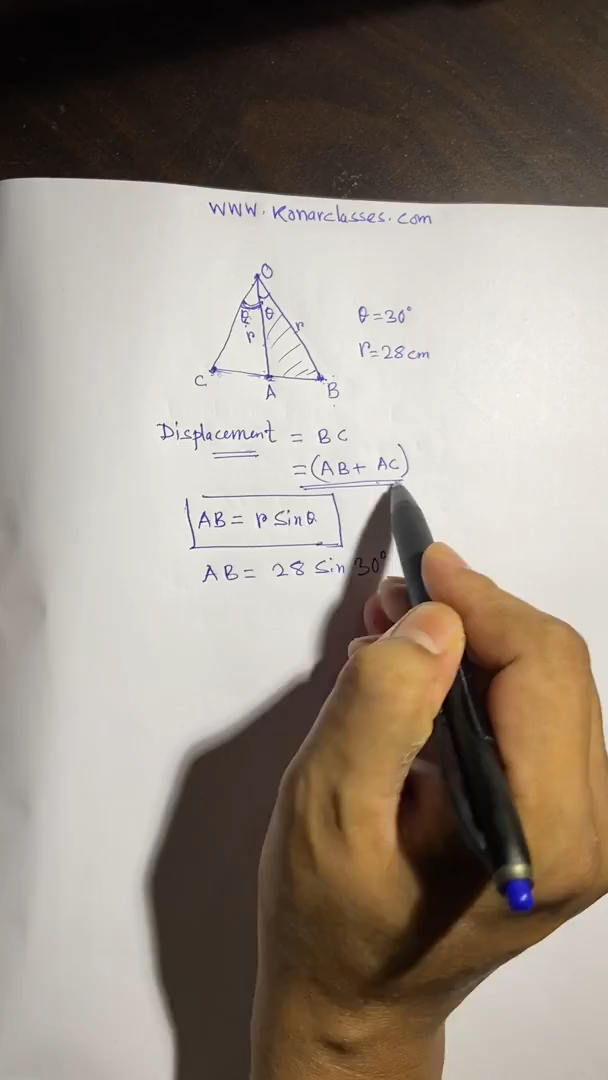 www.Konarclasses.com
O
θ θ
θ=30°
r r
r=28cm
C A B
Displacement = BC
=(AB+ AC)
AB= r Sinθ
AB= 28 Sin 30°